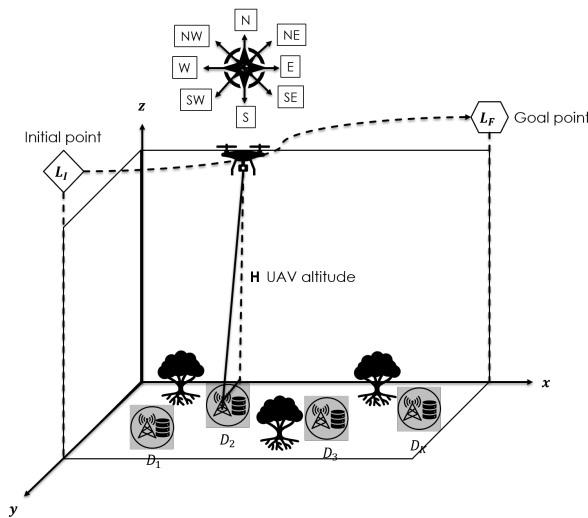 N
NW
NE
W
E
SW
SE
S
z
L_F
Goal point
Initial point
L_I
H UAV altitude
x
D_1
D_2
D_3
D_K
y